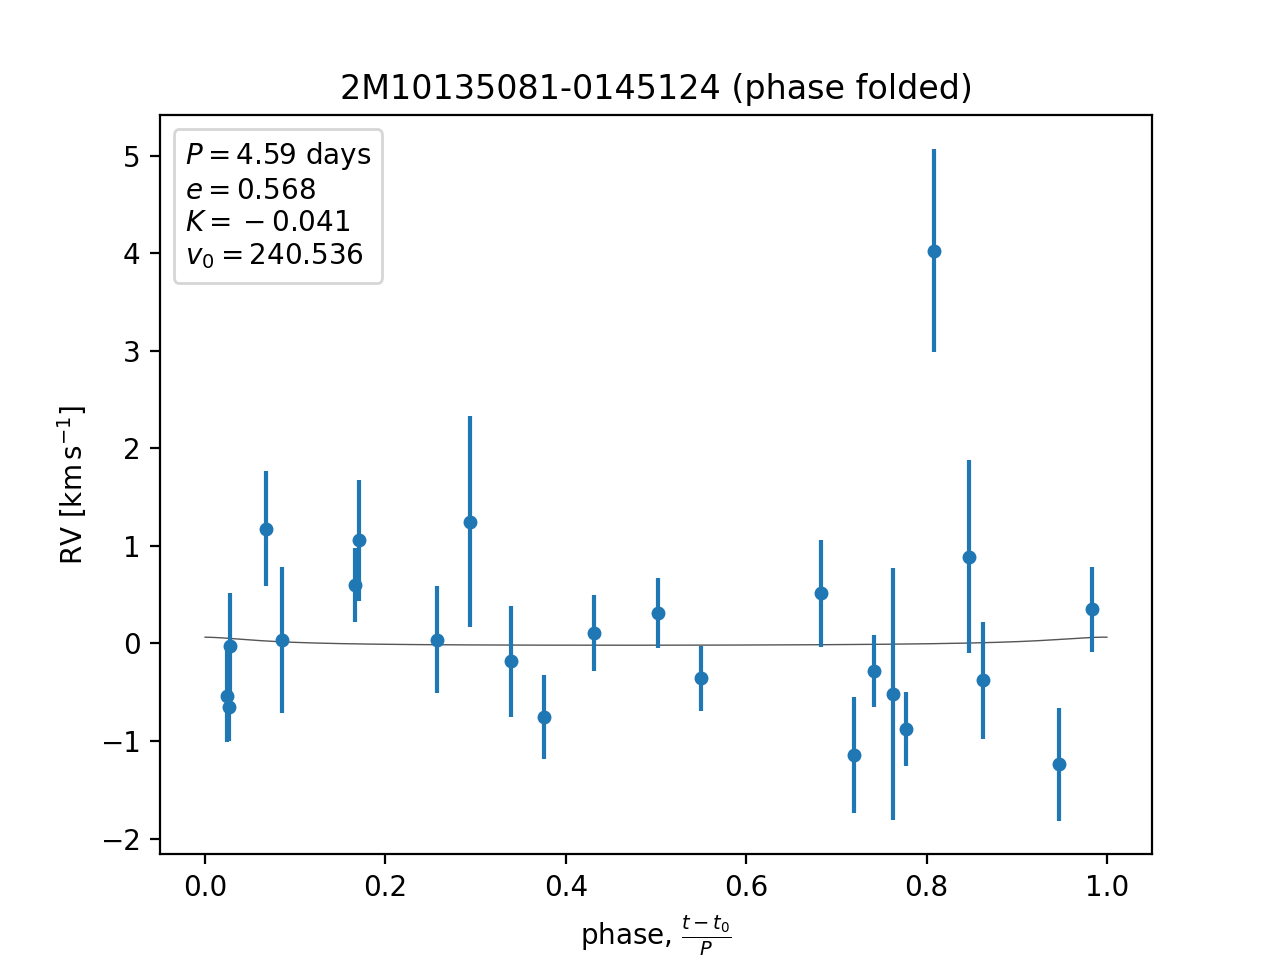 2M10135081-0145124 (phase folded)
P = 4.59 days
e = 0.568
K = −0.041
v₀ = 240.536
5
4
3
2
1
0
−1
−2
RV [km s⁻¹]
0.0 0.2 0.4 0.6 0.8 1.0
phase, (t − t₀)/P